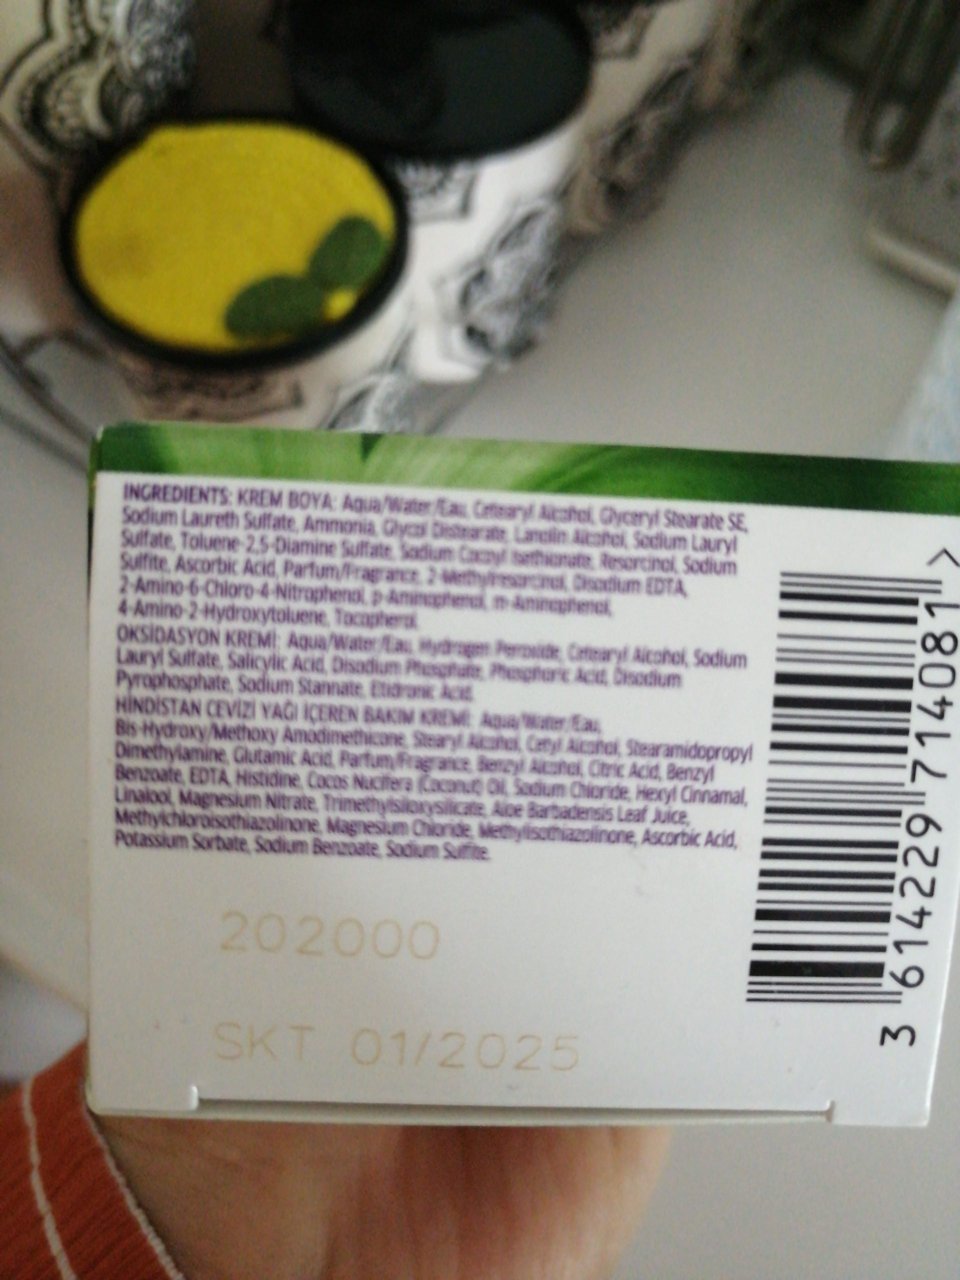 INGREDIENTS: KREM BOYA: Aqua/Water/Eau, Cetearyl Alcohol, Glyceryl Stearate SE,
Sodium Laureth Sulfate, Ammonia, Glycol Distearate, Lanolin Alcohol, Sodium Lauryl
Sulfate, Toluene-2,5-Diamine Sulfate, Sodium Cocoyl Isethionate, Resorcinol, Sodium
Sulfite, Ascorbic Acid, Parfum/Fragrance, 2-Methylresorcinol, Disodium EDTA,
2-Amino-6-Chloro-4-Nitrophenol, p-Aminophenol, m-Aminophenol,
4-Amino-2-Hydroxytoluene, Tocopherol.
OKSİDASYON KREMİ: Aqua/Water/Eau, Hydrogen Peroxide, Cetearyl Alcohol, Sodium
Lauryl Sulfate, Salicylic Acid, Disodium Phosphate, Phosphoric Acid, Disodium
Pyrophosphate, Sodium Stannate, Etidronic Acid.
HİNDİSTAN CEVİZİ YAĞI İÇEREN BAKIM KREMİ: Aqua/Water/Eau,
Bis-Hydroxy/Methoxy Amodimethicone, Stearyl Alcohol, Cetyl Alcohol, Stearamidopropyl
Dimethylamine, Glutamic Acid, Parfum/Fragrance, Benzyl Alcohol, Citric Acid, Benzyl
Benzoate, EDTA, Histidine, Cocos Nucifera (Coconut) Oil, Sodium Chloride, Hexyl Cinnamal,
Linalool, Magnesium Nitrate, Trimethylsiloxysilicate, Aloe Barbadensis Leaf Juice,
Methylchloroisothiazolinone, Magnesium Chloride, Methylisothiazolinone, Ascorbic Acid,
Potassium Sorbate, Sodium Benzoate, Sodium Sulfite.
202000
SKT 01/2025
3 614229 714081 >